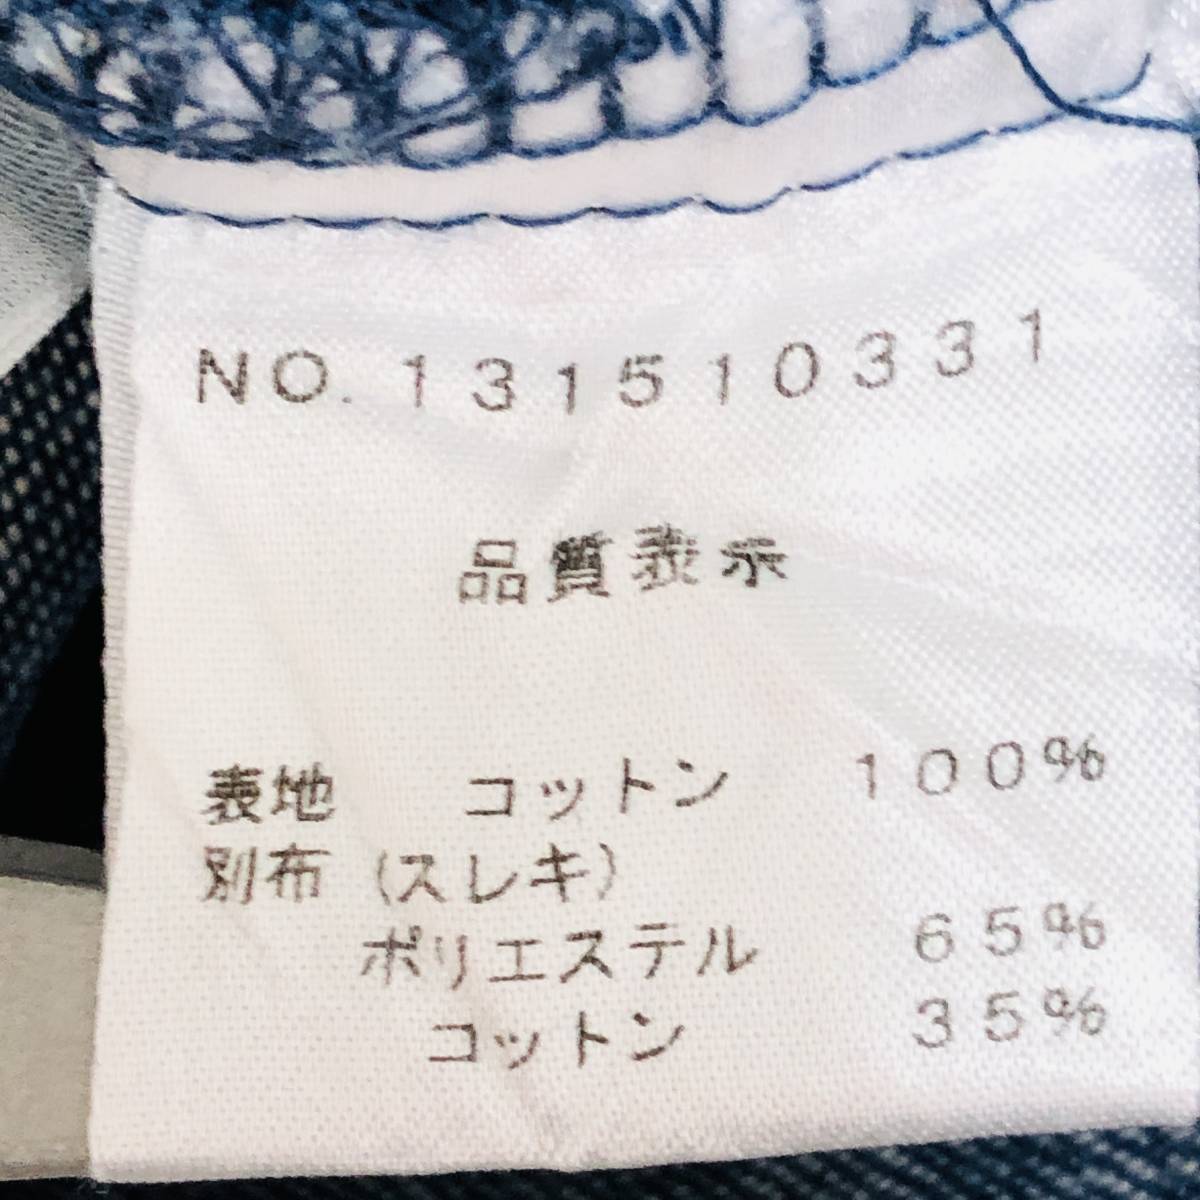 NO.131510331
品質表示
表地 コットン 100%
別布(スレキ)
ポリエステル 65%
コットン 35%